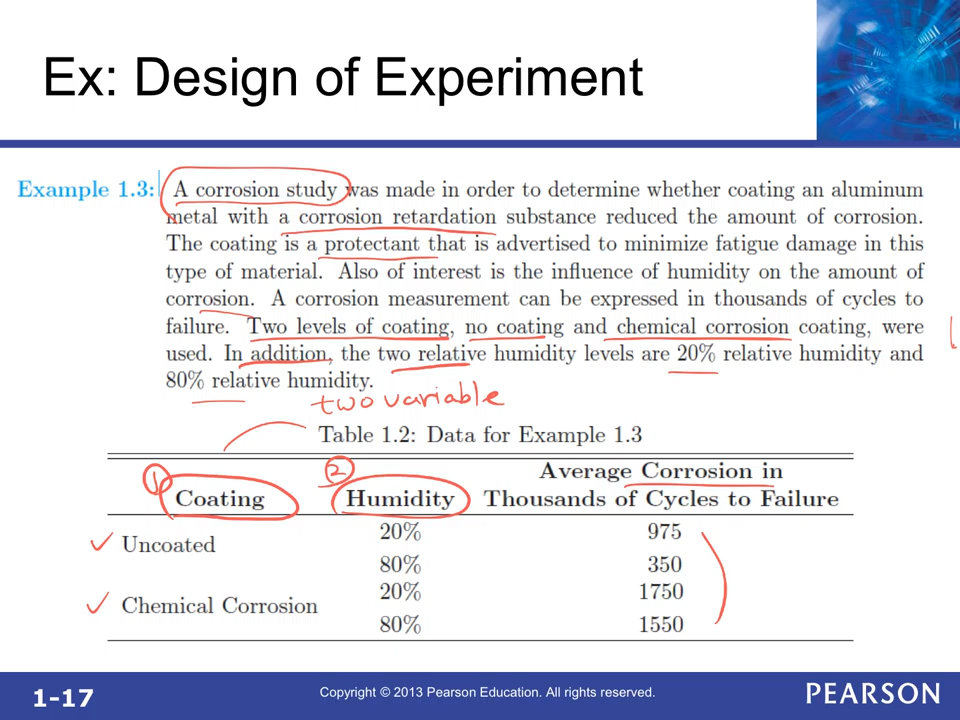 Ex: Design of Experiment
Example 1.3: A corrosion study was made in order to determine whether coating an aluminum
metal with a corrosion retardation substance reduced the amount of corrosion.
The coating is a protectant that is advertised to minimize fatigue damage in this
type of material. Also of interest is the influence of humidity on the amount of
corrosion. A corrosion measurement can be expressed in thousands of cycles to
failure. Two levels of coating, no coating and chemical corrosion coating, were
used. In addition, the two relative humidity levels are 20% relative humidity and
80% relative humidity.
two variable
Table 1.2: Data for Example 1.3
1 2
Average Corrosion in
Coating Humidity Thousands of Cycles to Failure
20% 975
Uncoated
80% 350
20% 1750
Chemical Corrosion
80% 1550
1-17 Copyright © 2013 Pearson Education. All rights reserved. PEARSON